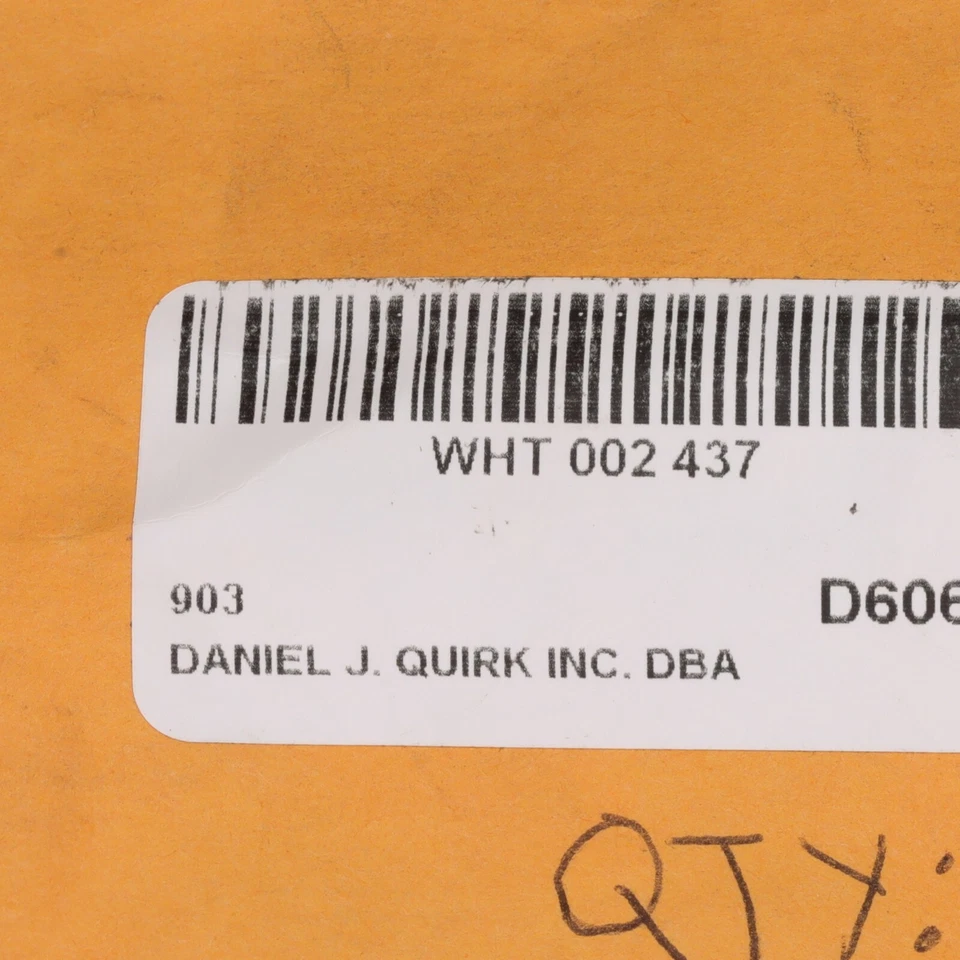 WHT 002 437
903
D606
DANIEL J. QUIRK INC. DBA
QTY: